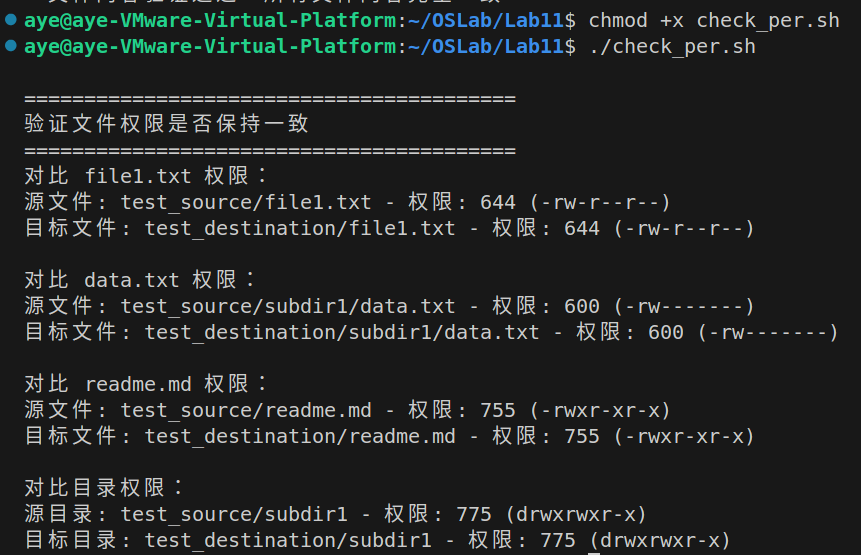 aye@aye-VMware-Virtual-Platform:~/OSLab/Lab11$ chmod +x check_per.sh
aye@aye-VMware-Virtual-Platform:~/OSLab/Lab11$ ./check_per.sh
=========================================
验证文件权限是否保持一致
=========================================
对比 file1.txt 权限：
源文件: test_source/file1.txt - 权限: 644 (-rw-r--r--)
目标文件: test_destination/file1.txt - 权限: 644 (-rw-r--r--)
对比 data.txt 权限：
源文件: test_source/subdir1/data.txt - 权限: 600 (-rw-------)
目标文件: test_destination/subdir1/data.txt - 权限: 600 (-rw-------)
对比 readme.md 权限：
源文件: test_source/readme.md - 权限: 755 (-rwxr-xr-x)
目标文件: test_destination/readme.md - 权限: 755 (-rwxr-xr-x)
对比目录权限：
源目录: test_source/subdir1 - 权限: 775 (drwxrwxr-x)
目标目录: test_destination/subdir1 - 权限: 775 (drwxrwxr-x)